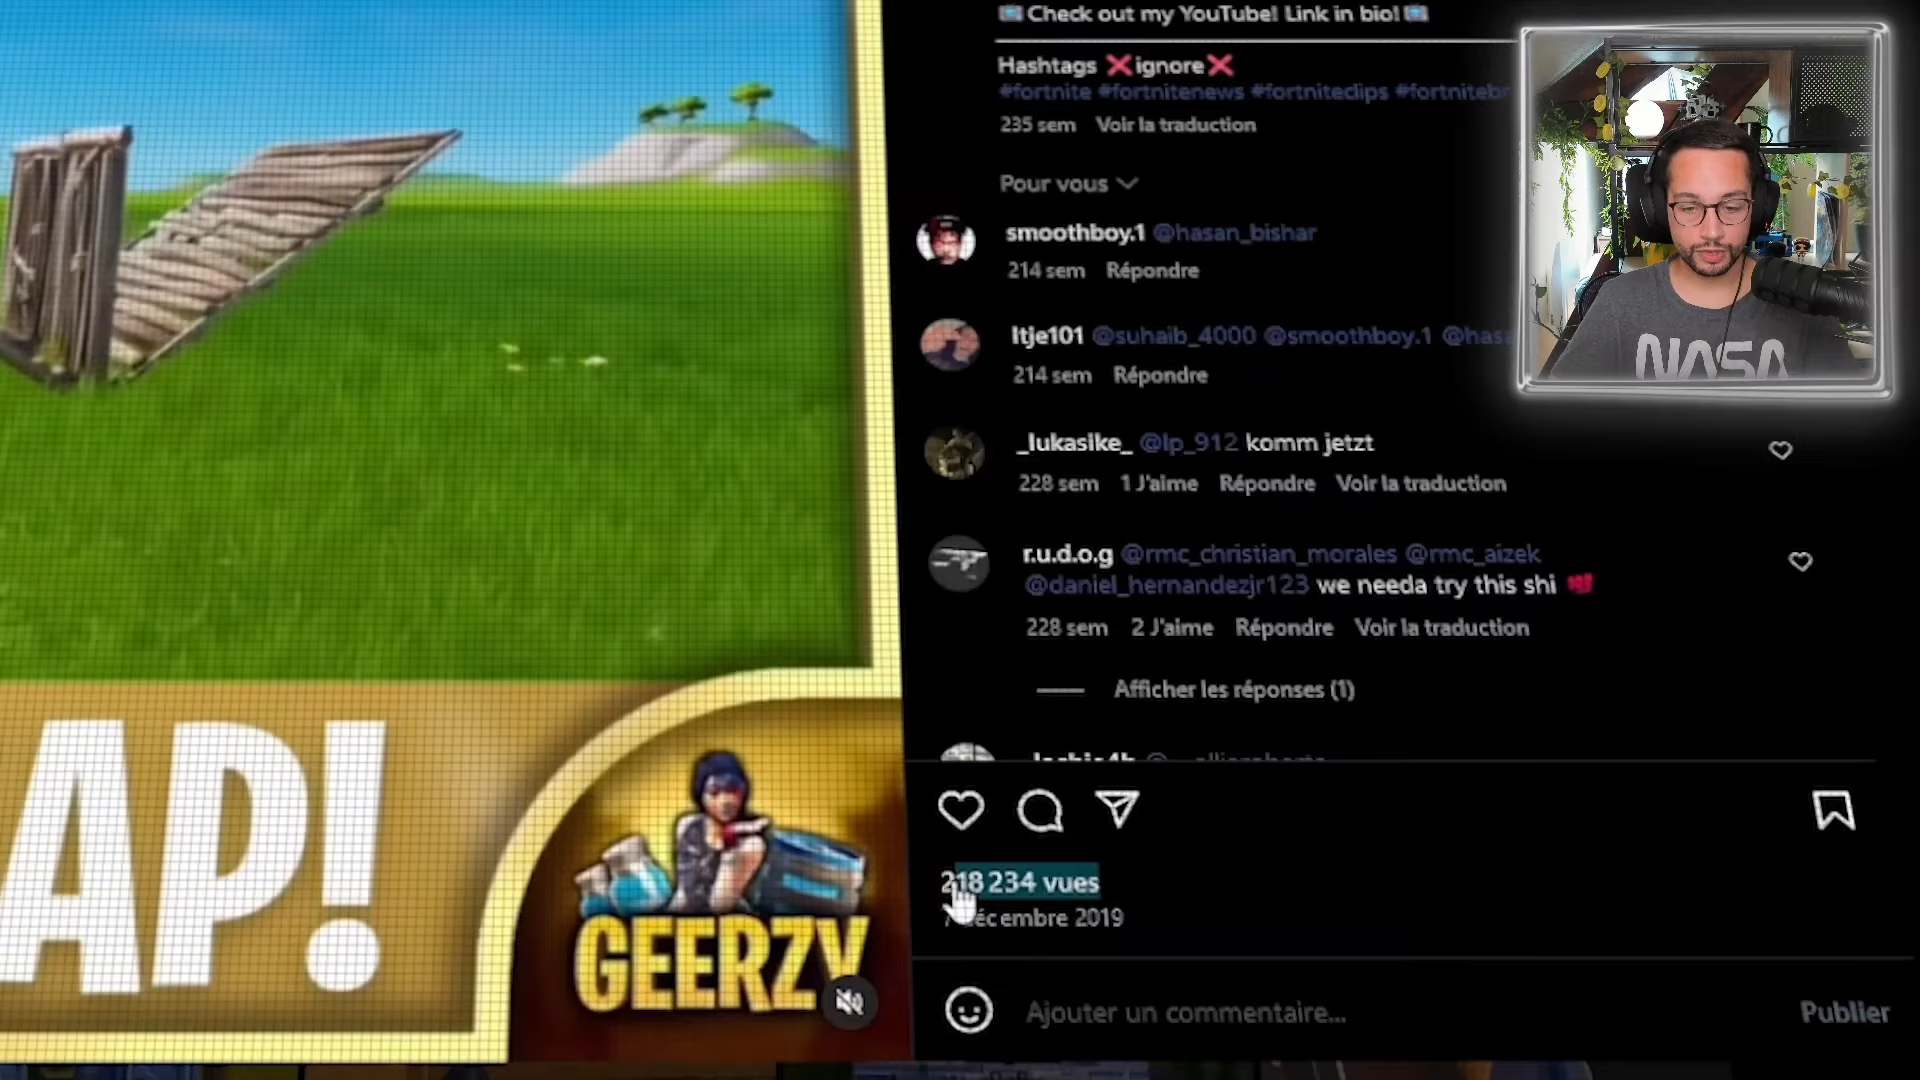 Check out my YouTube! Link in bio!
Hashtags ❌ignore❌
#fortnite #fortnitenews #fortniteclips #fortnitebr
235 sem Voir la traduction
Pour vous
smoothboy.1 @hasan_bishar
214 sem Répondre
ltje101 @suhaib_4000 @smoothboy.1 @hasa
214 sem Répondre
_lukasike_ @lp_912 komm jetzt
228 sem 1 J'aime Répondre Voir la traduction
r.u.d.o.g @rmc_christian_morales @rmc_aizek
@daniel_hernandezjr123 we needa try this shi
228 sem 2 J'aime Répondre Voir la traduction
Afficher les réponses (1)
218 234 vues
7 décembre 2019
Ajouter un commentaire... Publier
AP!
GEERZY
NASA